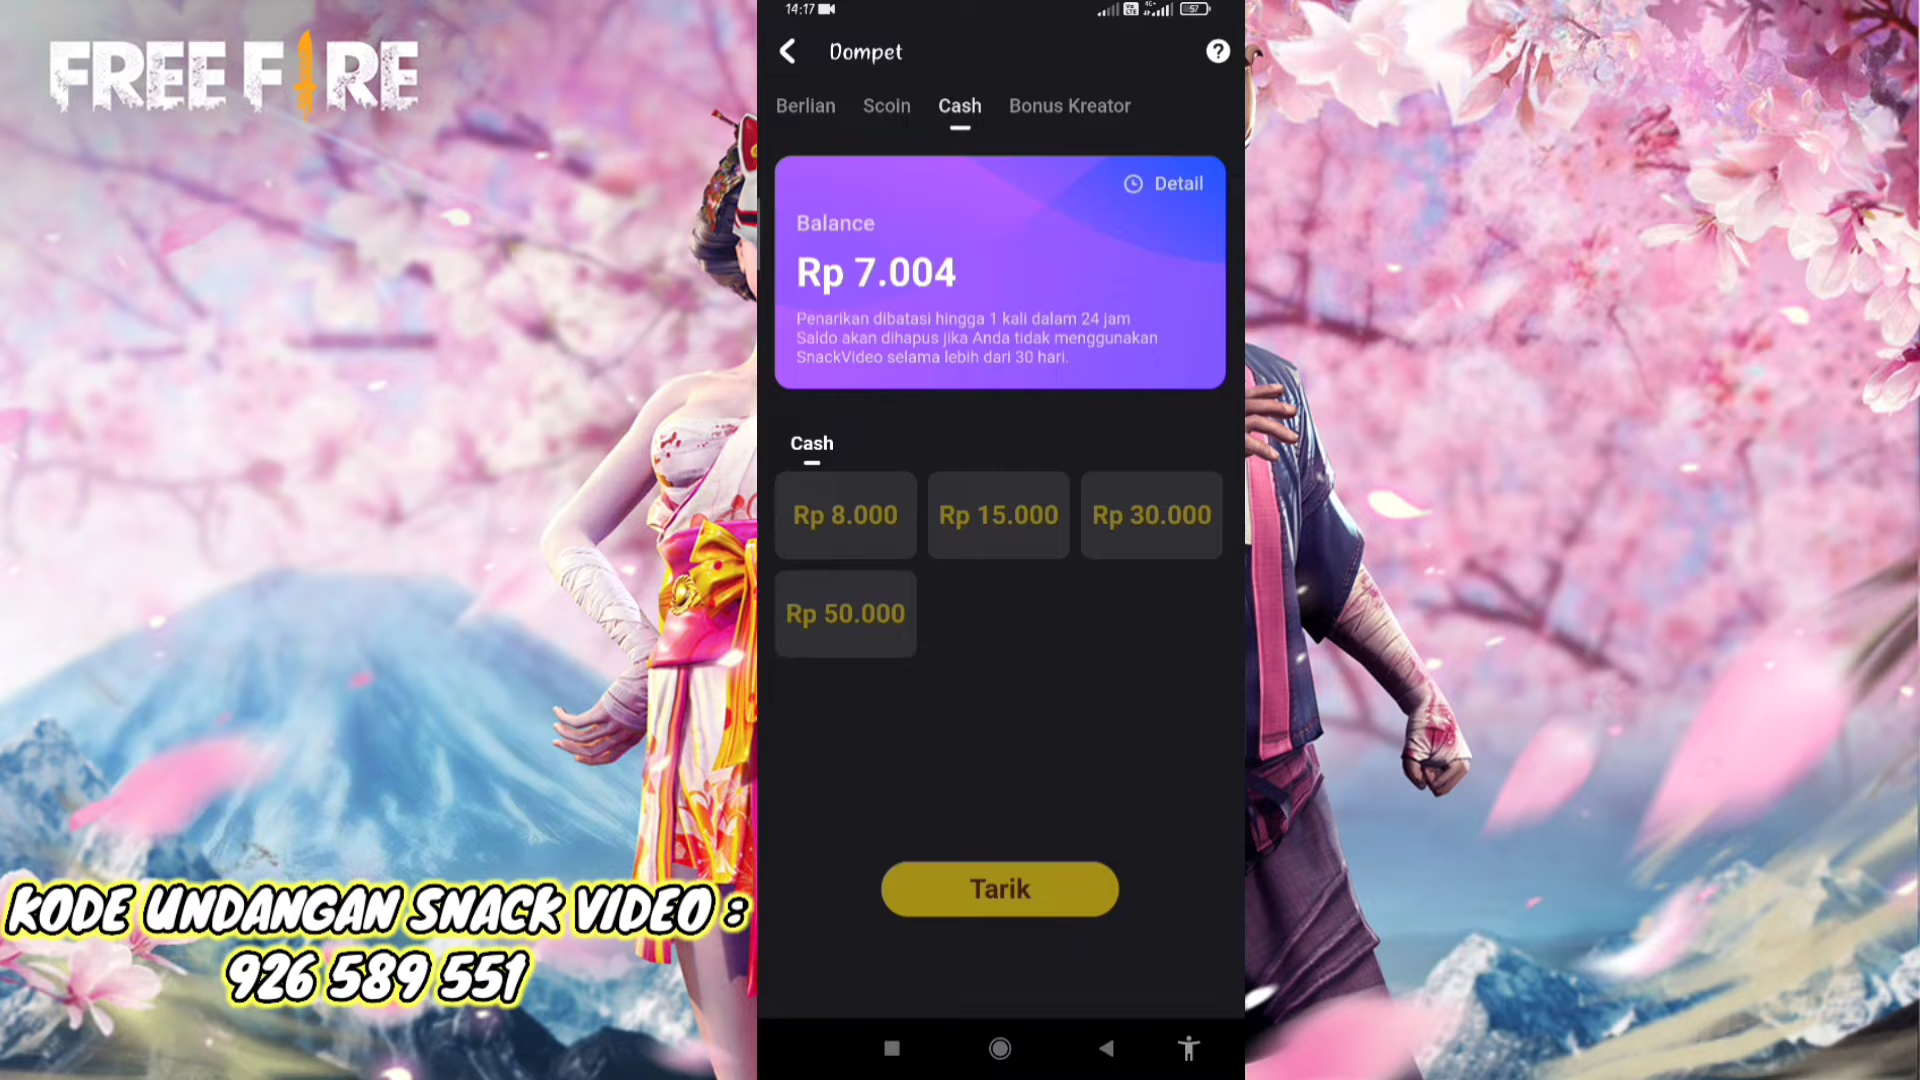 FREE FIRE
14:17
57
Dompet
?
Berlian Scoin Cash Bonus Kreator
Detail
Balance
Rp 7.004
Penarikan dibatasi hingga 1 kali dalam 24 jam
Saldo akan dihapus jika Anda tidak menggunakan
SnackVideo selama lebih dari 30 hari.
Cash
Rp 8.000 Rp 15.000 Rp 30.000
Rp 50.000
Tarik
KODE UNDANGAN SNACK VIDEO :
926 589 551